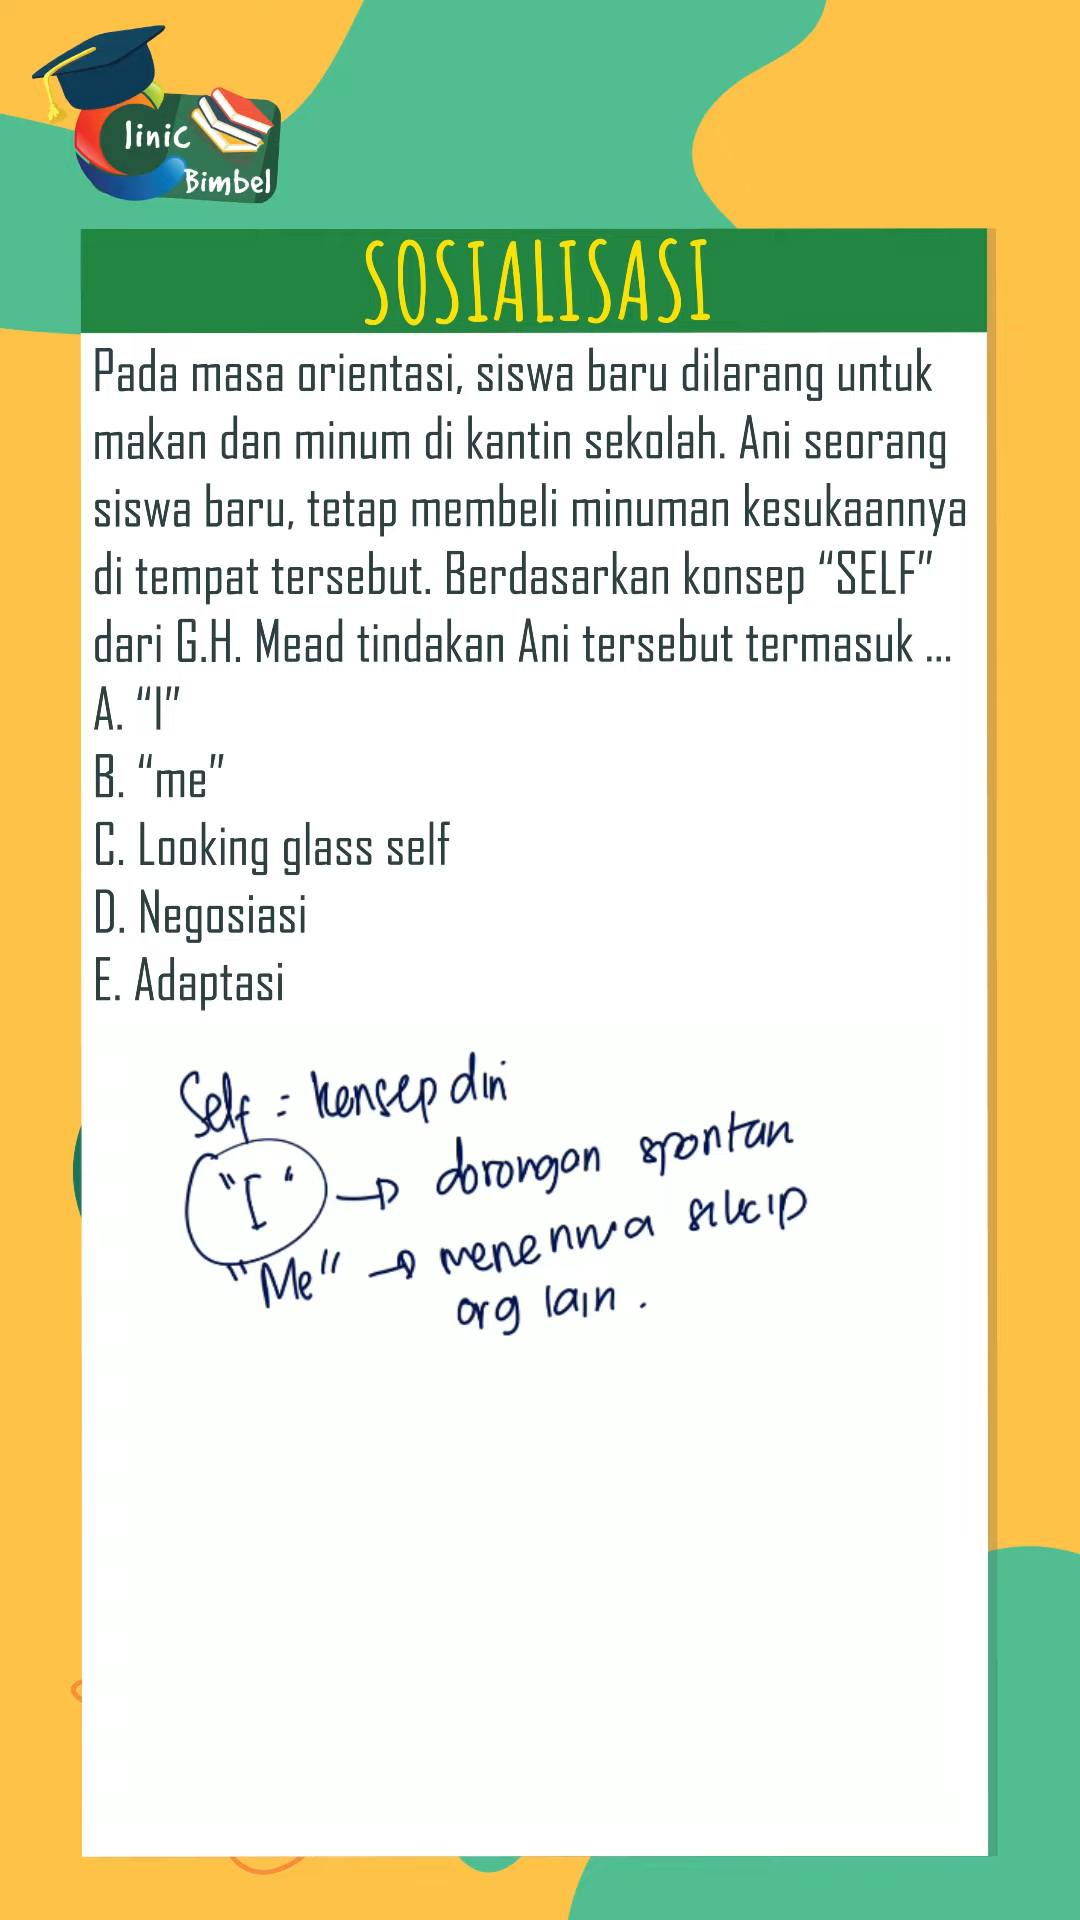 linic
Bimbel
SOSIALISASI
Pada masa orientasi, siswa baru dilarang untuk
makan dan minum di kantin sekolah. Ani seorang
siswa baru, tetap membeli minuman kesukaannya
di tempat tersebut. Berdasarkan konsep “SELF”
dari G.H. Mead tindakan Ani tersebut termasuk ...
A. “I”
B. “me”
C. Looking glass self
D. Negosiasi
E. Adaptasi
Self = konsep diri
"I" → dorongan spontan
"Me" → menerima sikap
org lain.